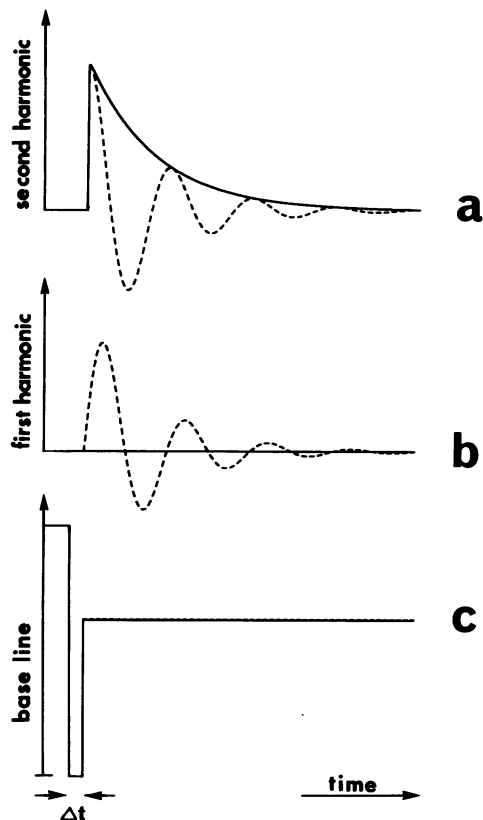 second harmonic
a
first harmonic
b
base line
c
time
Δt